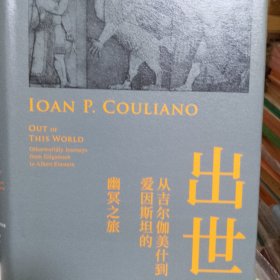 IOAN P. COULIANO
OUT OF
THIS WORLD
Otherworldly Journeys
from Gilgamesh
to Albert Einstein
出世
从吉尔伽美什到
爱因斯坦的
幽冥之旅